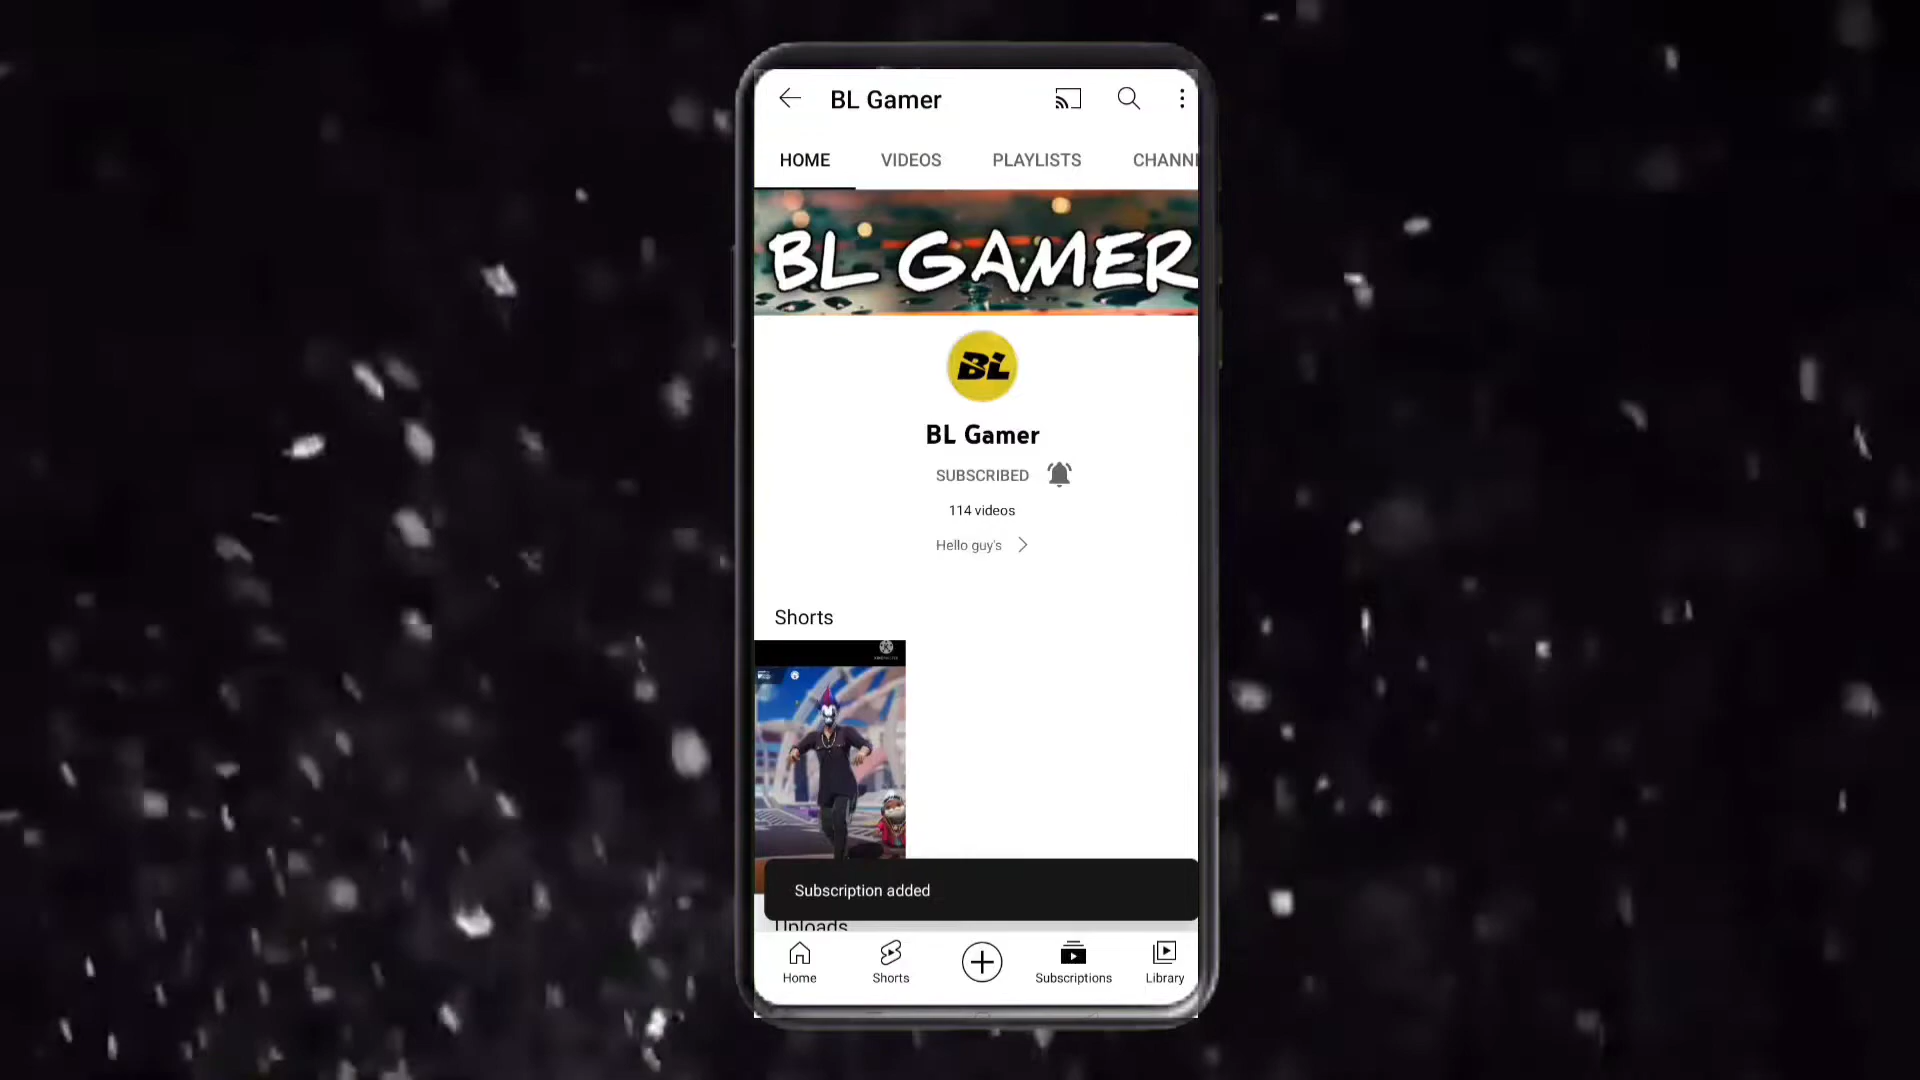 BL Gamer
HOME VIDEOS PLAYLISTS CHANN
BL GAMER
BL
BL Gamer
SUBSCRIBED
114 videos
Hello guy's
Shorts
Subscription added
Uploads
Home Shorts Subscriptions Library